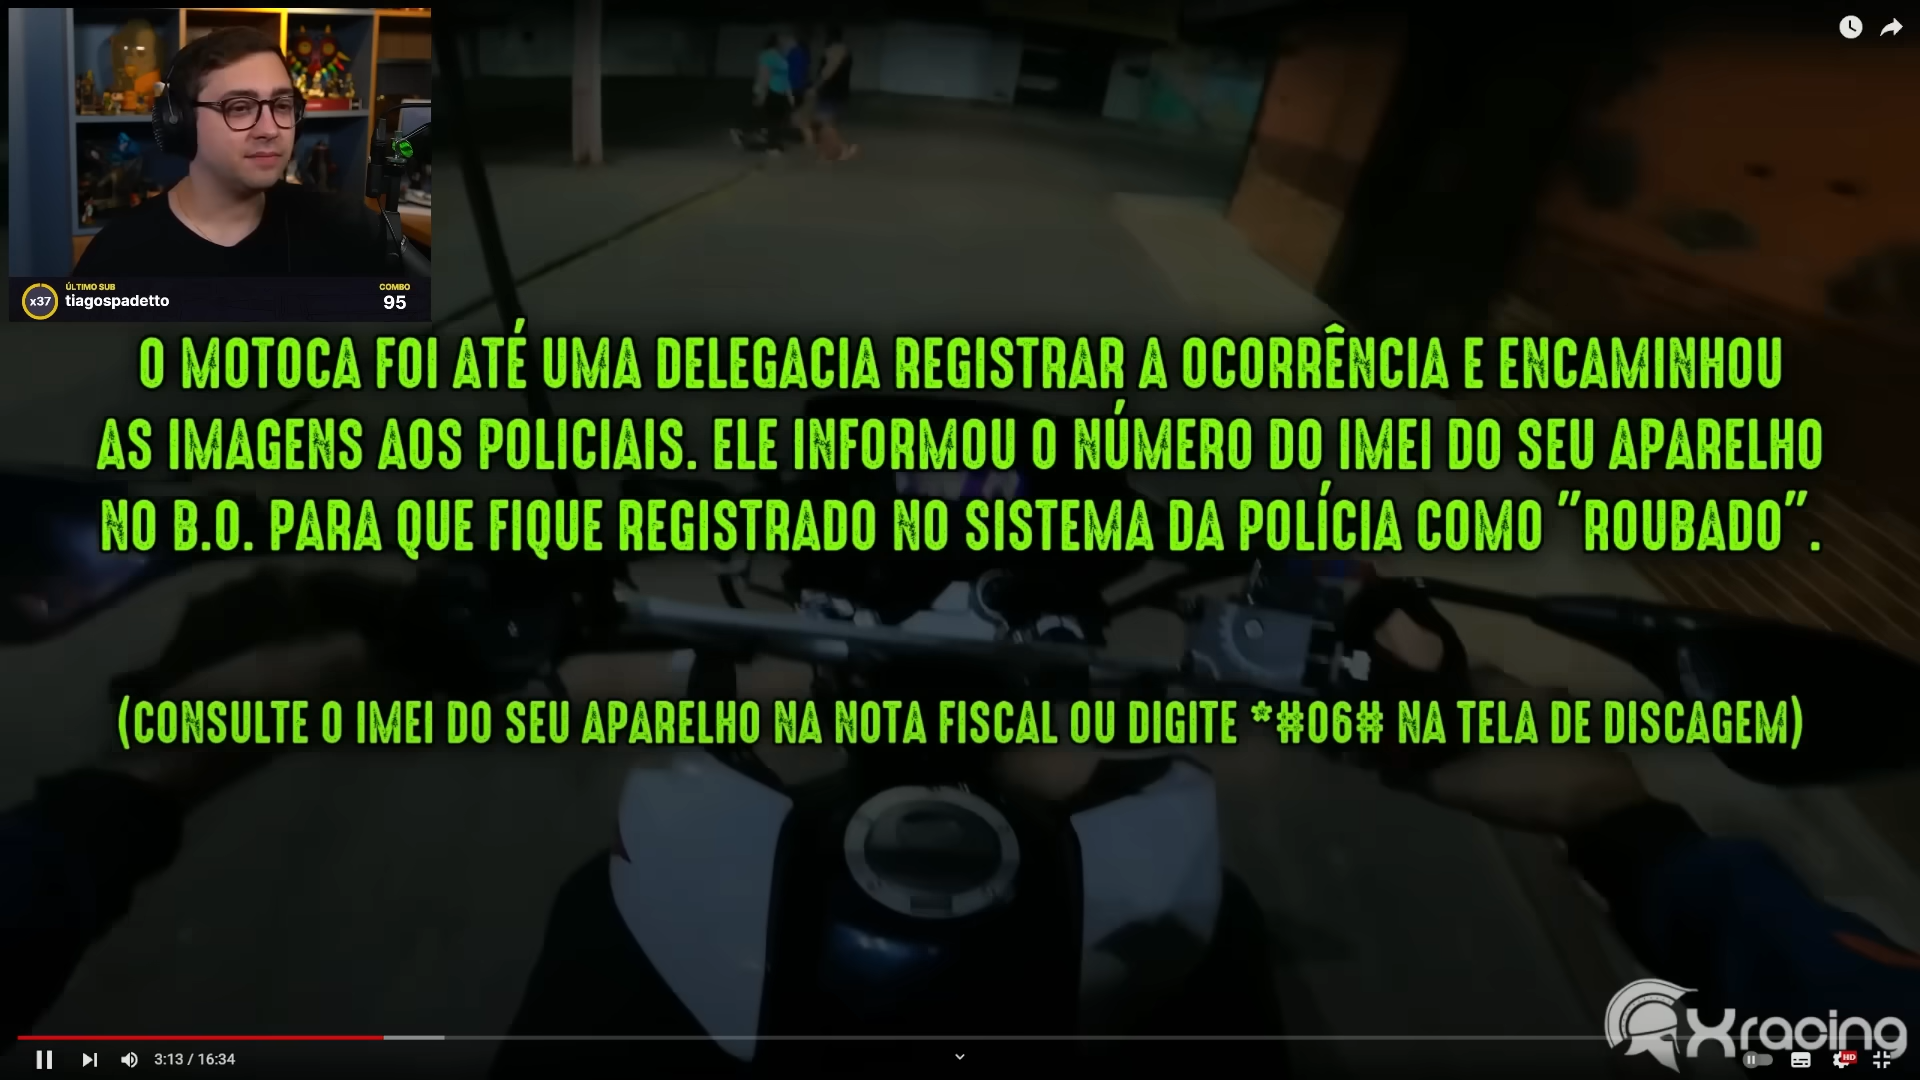 x37
ÚLTIMO SUB
tiagospadetto
COMBO
95
O MOTOCA FOI ATÉ UMA DELEGACIA REGISTRAR A OCORRÊNCIA E ENCAMINHOU
AS IMAGENS AOS POLICIAIS. ELE INFORMOU O NÚMERO DO IMEI DO SEU APARELHO
NO B.O. PARA QUE FIQUE REGISTRADO NO SISTEMA DA POLÍCIA COMO "ROUBADO".
(CONSULTE O IMEI DO SEU APARELHO NA NOTA FISCAL OU DIGITE *#06# NA TELA DE DISCAGEM)
Xracing
3:13 / 16:34
HD